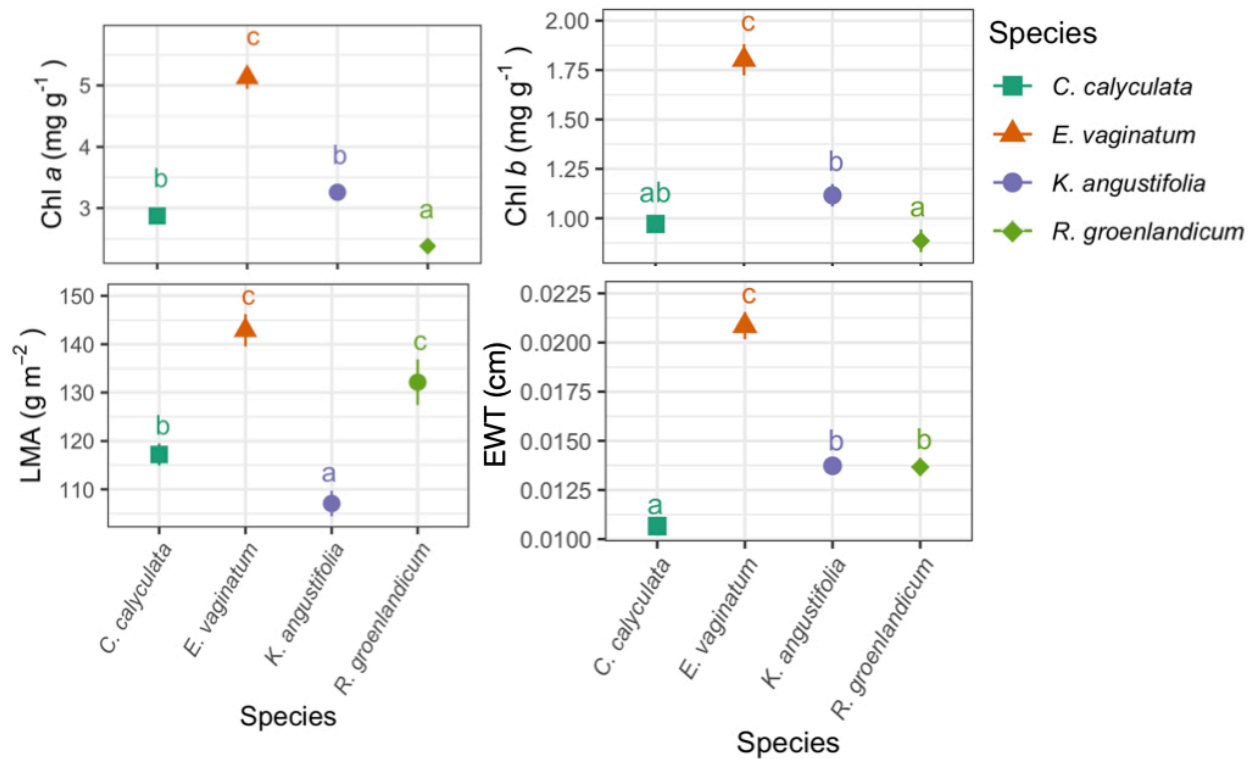 Chl a (mg g⁻¹)
5
4
3
b
c
b
a
Chl b (mg g⁻¹)
2.00
1.75
1.50
1.25
1.00
ab
c
b
a
Species
C. calyculata
E. vaginatum
K. angustifolia
R. groenlandicum
LMA (g m⁻²)
150
140
130
120
110
b
c
a
c
C. calyculata
E. vaginatum
K. angustifolia
R. groenlandicum
Species
EWT (cm)
0.0225
0.0200
0.0175
0.0150
0.0125
0.0100
a
c
b
b
C. calyculata
E. vaginatum
K. angustifolia
R. groenlandicum
Species